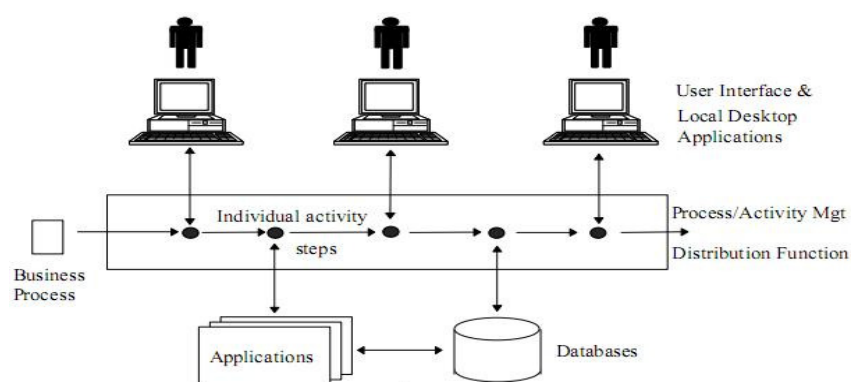 User Interface &
Local Desktop
Applications
Individual activity
steps
Process/Activity Mgt
Distribution Function
Business
Process
Applications
Databases